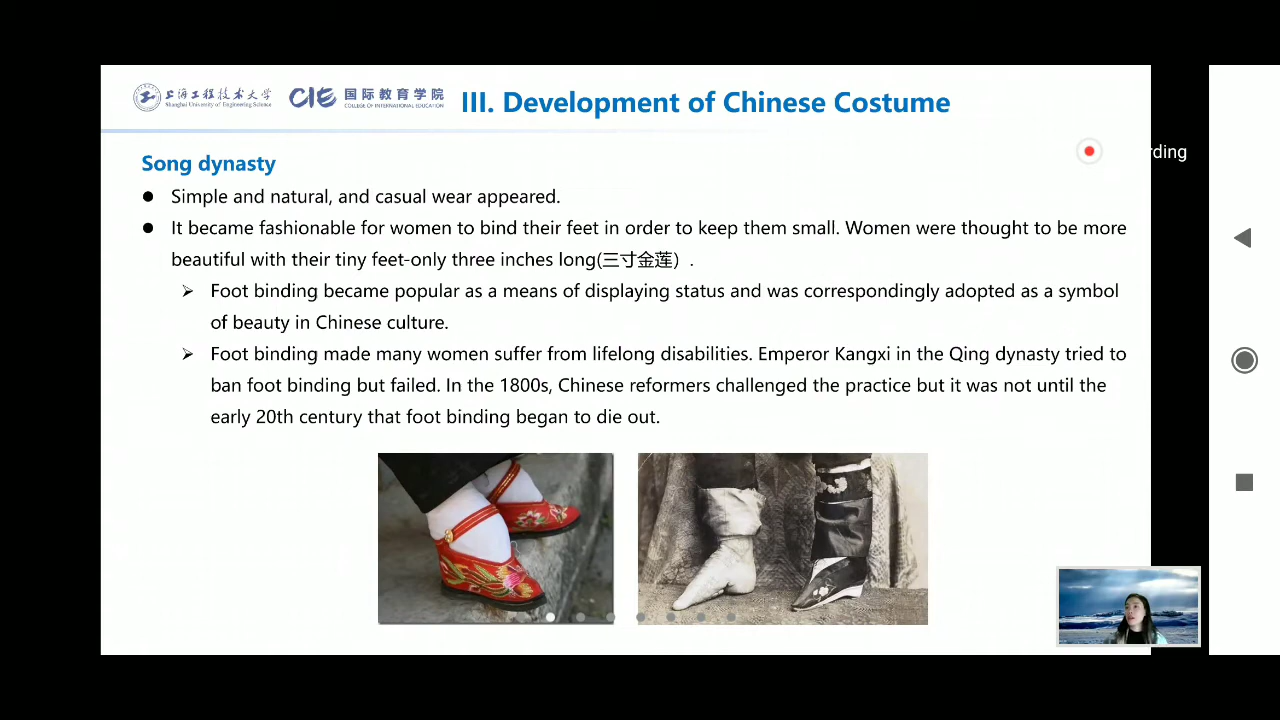 上海工程技术大学
Shanghai University of Engineering Science
CIE 国际教育学院
COLLEGE OF INTERNATIONAL EDUCATION
III. Development of Chinese Costume
rding
Song dynasty
● Simple and natural, and casual wear appeared.
● It became fashionable for women to bind their feet in order to keep them small. Women were thought to be more
beautiful with their tiny feet-only three inches long(三寸金莲）.
➢ Foot binding became popular as a means of displaying status and was correspondingly adopted as a symbol
of beauty in Chinese culture.
➢ Foot binding made many women suffer from lifelong disabilities. Emperor Kangxi in the Qing dynasty tried to
ban foot binding but failed. In the 1800s, Chinese reformers challenged the practice but it was not until the
early 20th century that foot binding began to die out.